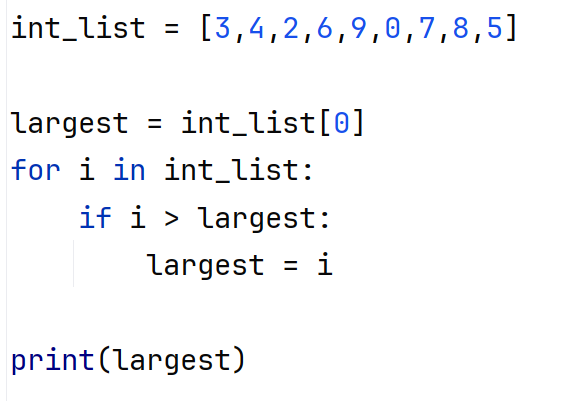 int_list = [3,4,2,6,9,0,7,8,5]
largest = int_list[0]
for i in int_list:
    if i > largest:
        largest = i
print(largest)